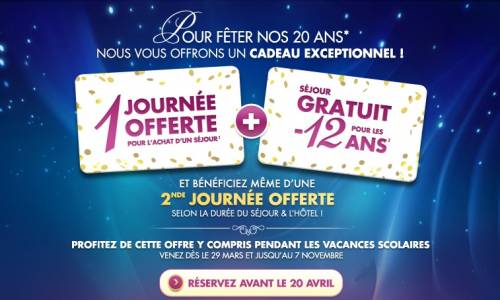 POUR FÊTER NOS 20 ANS*
NOUS VOUS OFFRONS UN CADEAU EXCEPTIONNEL !
1 JOURNÉE
OFFERTE
POUR L'ACHAT D'UN SÉJOUR¹
+
SÉJOUR
GRATUIT
POUR LES
-12 ANS²
ET BÉNÉFICIEZ MÊME D'UNE
2NDE JOURNÉE OFFERTE
SELON LA DURÉE DU SÉJOUR & L'HÔTEL !
PROFITEZ DE CETTE OFFRE Y COMPRIS PENDANT LES VACANCES SCOLAIRES
VENEZ DÈS LE 29 MARS ET JUSQU'AU 7 NOVEMBRE
RÉSERVEZ AVANT LE 20 AVRIL